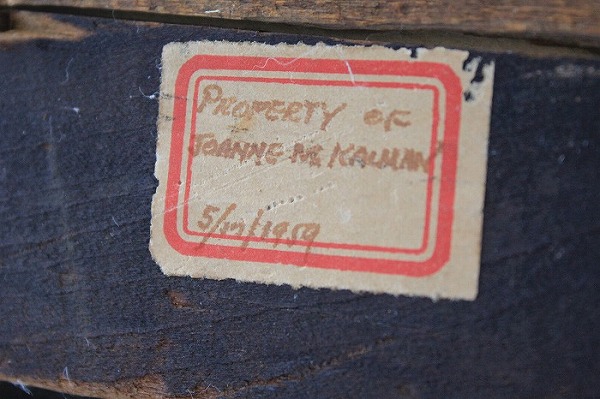 PROPERTY OF
JOANNE M. KALMAN
5/17/1959